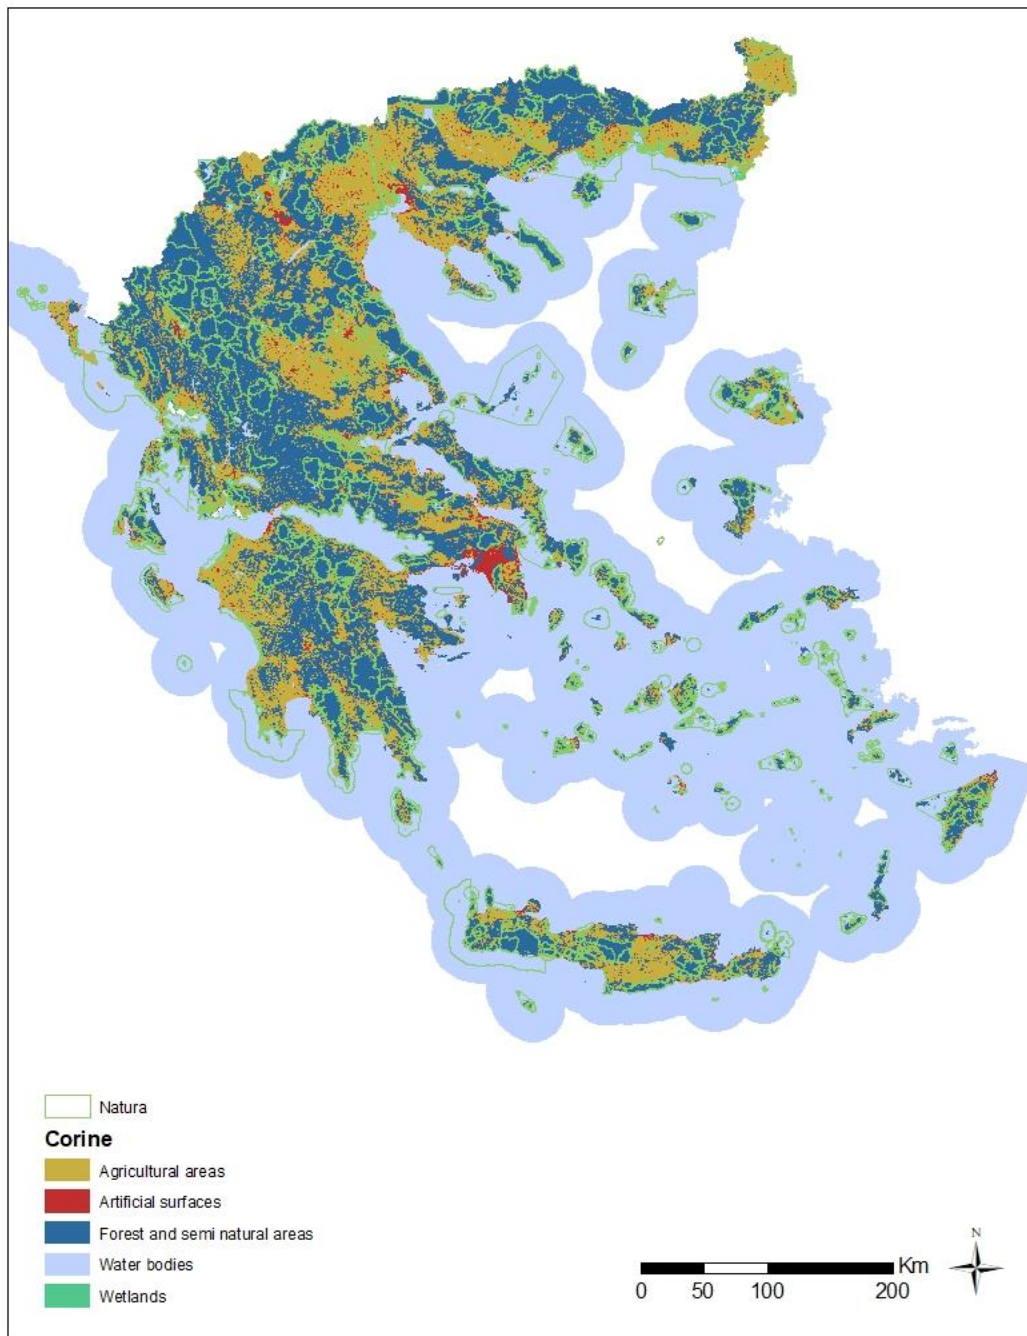 Natura
Corine
Agricultural areas
Artificial surfaces
Forest and semi natural areas
Water bodies
Wetlands
N
Km
0 50 100 200